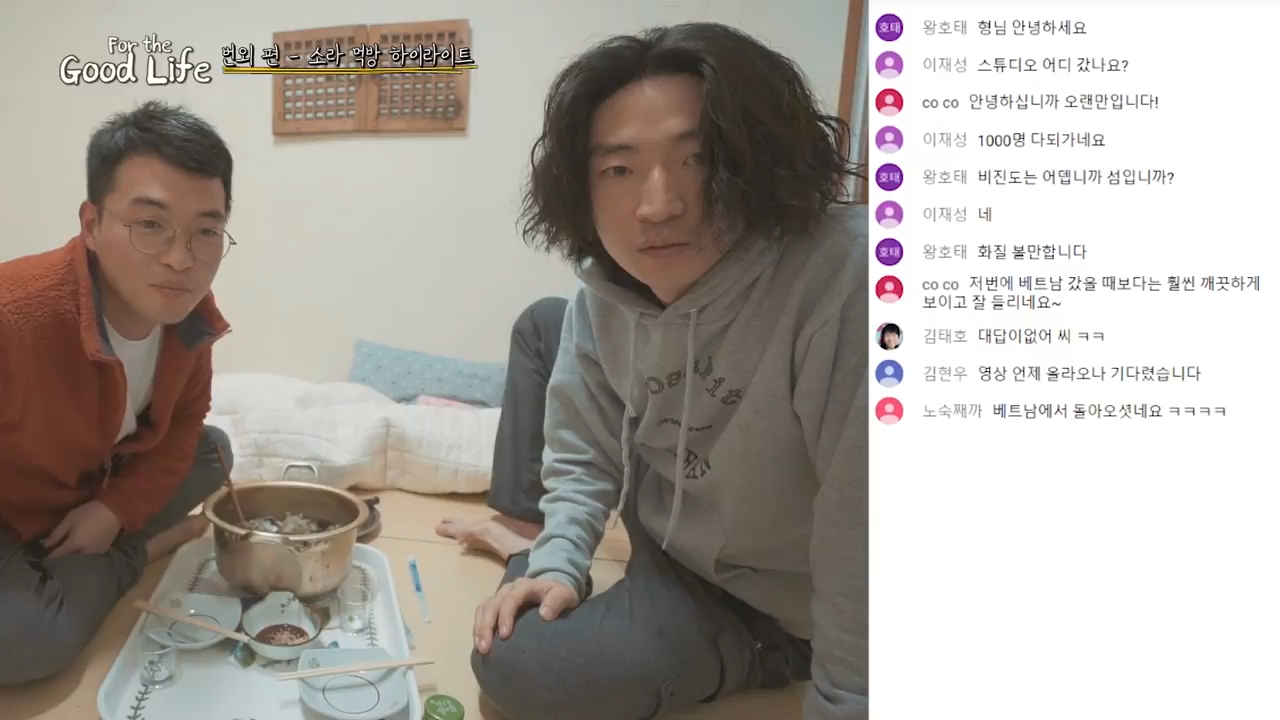 For the
Good Life
번외 편 - 소라 먹방 하이라이트
호태 왕호태 형님 안녕하세요
이재성 스튜디오 어디 갔나요?
co co 안녕하십니까 오랜만입니다!
이재성 1000명 다되가네요
호태 왕호태 비진도는 어뎁니까 섬입니까?
이재성 네
호태 왕호태 화질 볼만합니다
co co 저번에 베트남 갔을 때보다는 훨씬 깨끗하게
보이고 잘 들리네요~
김태호 대답이없어 씨 ㅋㅋ
김현우 영상 언제 올라오나 기다렸습니다
노숙째까 베트남에서 돌아오셧네요 ㅋㅋㅋㅋ